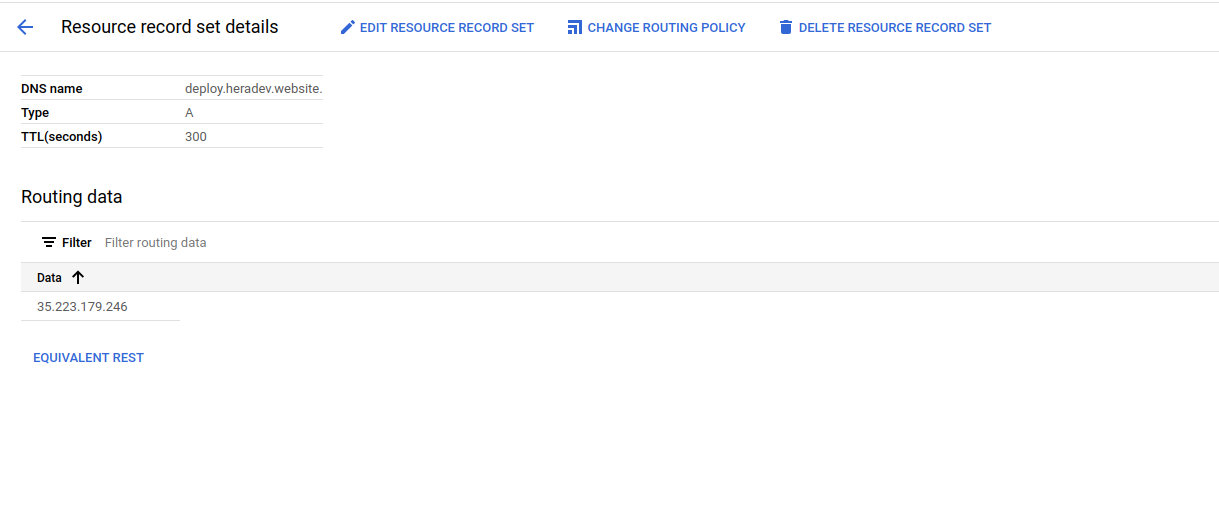 Resource record set details EDIT RESOURCE RECORD SET CHANGE ROUTING POLICY DELETE RESOURCE RECORD SET
DNS name deploy.heradev.website.
Type A
TTL(seconds) 300
Routing data
Filter Filter routing data
Data
35.223.179.246
EQUIVALENT REST